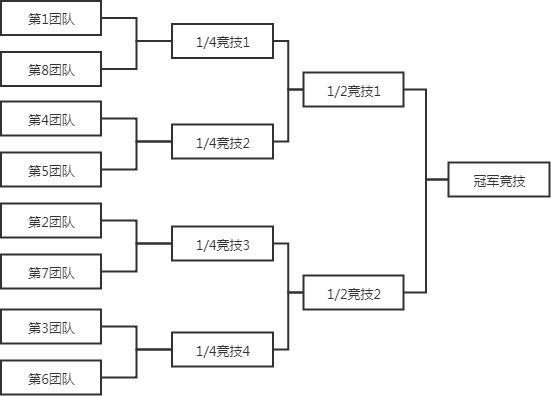 第1团队
第8团队
第4团队
第5团队
第2团队
第7团队
第3团队
第6团队
1/4竞技1
1/4竞技2
1/4竞技3
1/4竞技4
1/2竞技1
1/2竞技2
冠军竞技